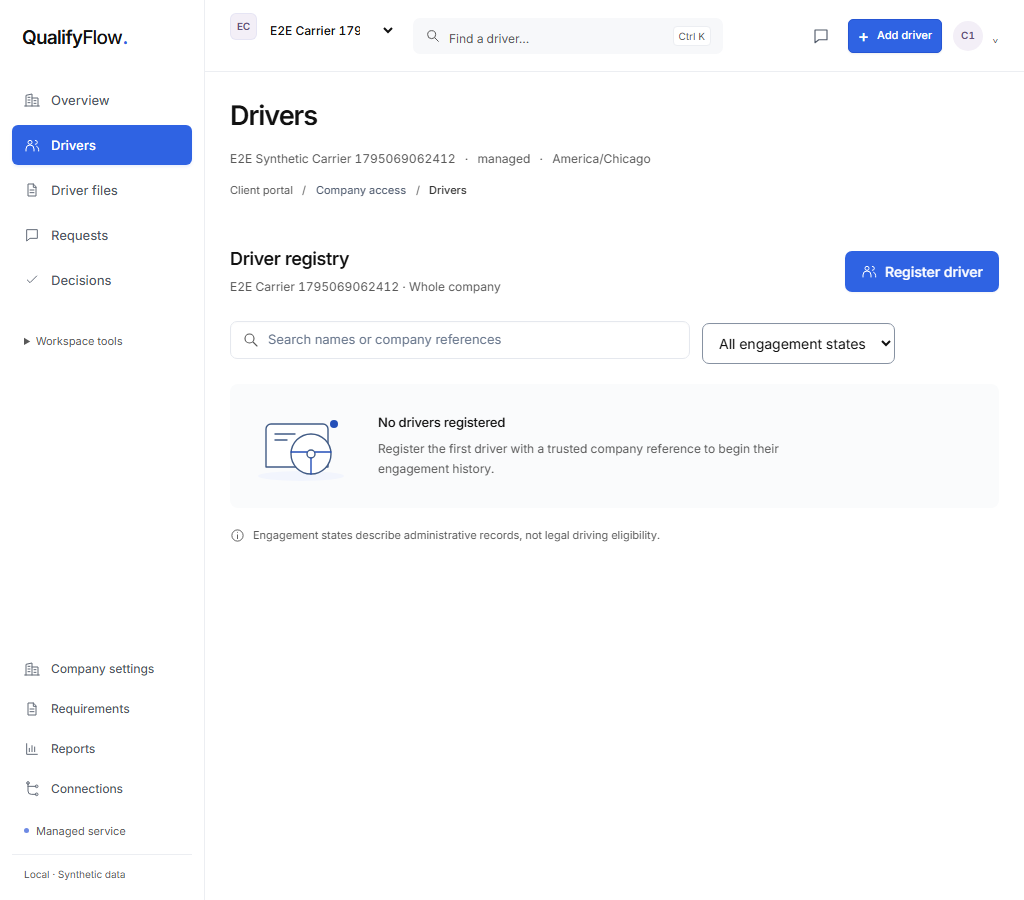 QualifyFlow.
EC
E2E Carrier 179
Find a driver...
Ctrl K
+ Add driver
C1
Overview
Drivers
Driver files
Requests
Decisions
Workspace tools
Company settings
Requirements
Reports
Connections
Managed service
Local · Synthetic data
Drivers
E2E Synthetic Carrier 1795069062412 · managed · America/Chicago
Client portal / Company access / Drivers
Driver registry
E2E Carrier 1795069062412 · Whole company
Register driver
Search names or company references
All engagement states
No drivers registered
Register the first driver with a trusted company reference to begin their
engagement history.
Engagement states describe administrative records, not legal driving eligibility.